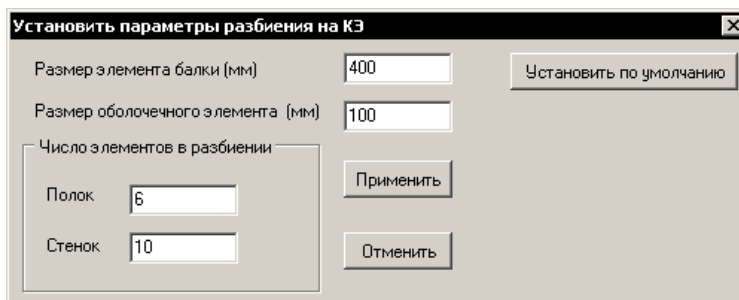 Установить параметры разбиения на КЭ
Размер элемента балки (мм) 400 Установить по умолчанию
Размер оболочечного элемента (мм) 100
Число элементов в разбиении
Применить
Полок 6
Стенок 10 Отменить